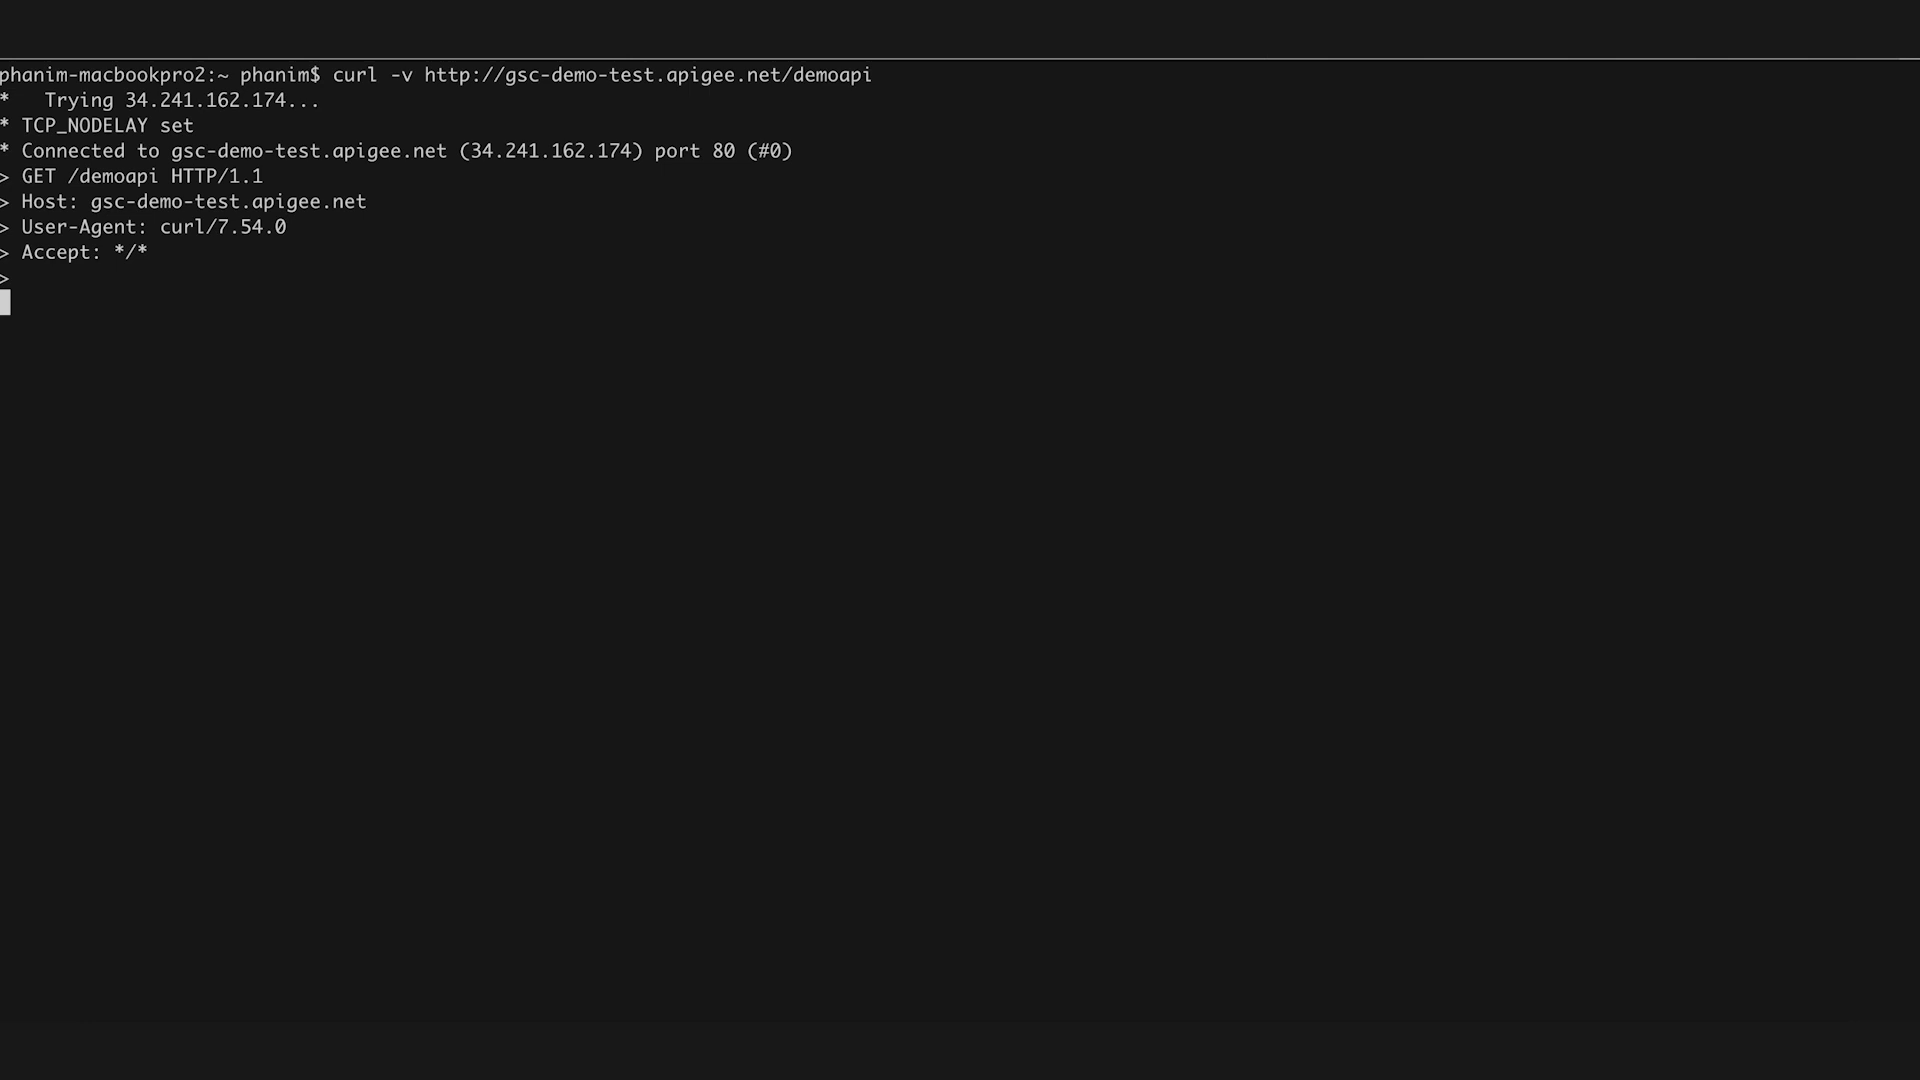 phanim-macbookpro2:~ phanim$ curl -v http://gsc-demo-test.apigee.net/demoapi
*   Trying 34.241.162.174...
* TCP_NODELAY set
* Connected to gsc-demo-test.apigee.net (34.241.162.174) port 80 (#0)
> GET /demoapi HTTP/1.1
> Host: gsc-demo-test.apigee.net
> User-Agent: curl/7.54.0
> Accept: */*
>